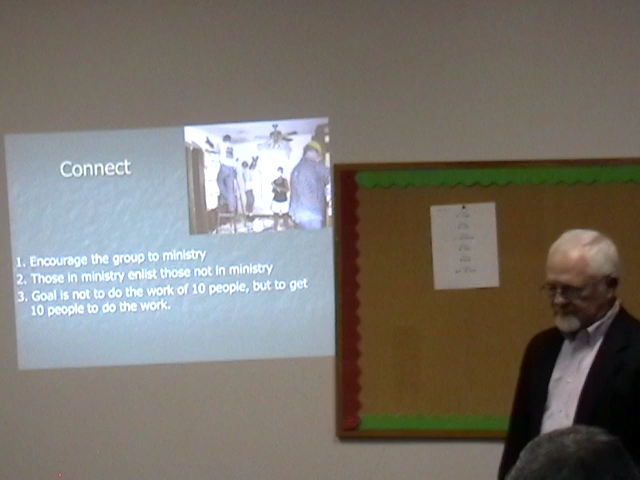 Connect
1. Encourage the group to ministry
2. Those in ministry enlist those not in ministry
3. Goal is not to do the work of 10 people, but to get
10 people to do the work.